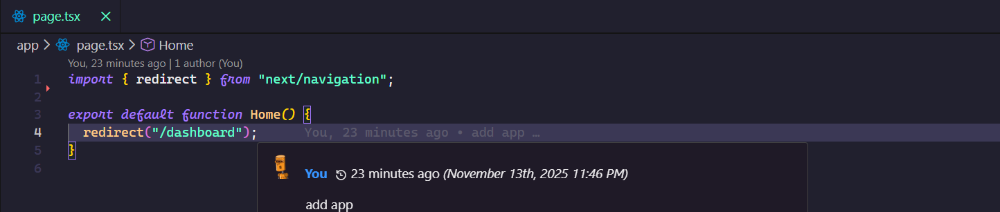 page.tsx
app > page.tsx > Home
You, 23 minutes ago | 1 author (You)
1 import { redirect } from "next/navigation";
2
3 export default function Home() {
4 redirect("/dashboard"); You, 23 minutes ago • add app …
5 }
6
You 23 minutes ago (November 13th, 2025 11:46 PM)
add app